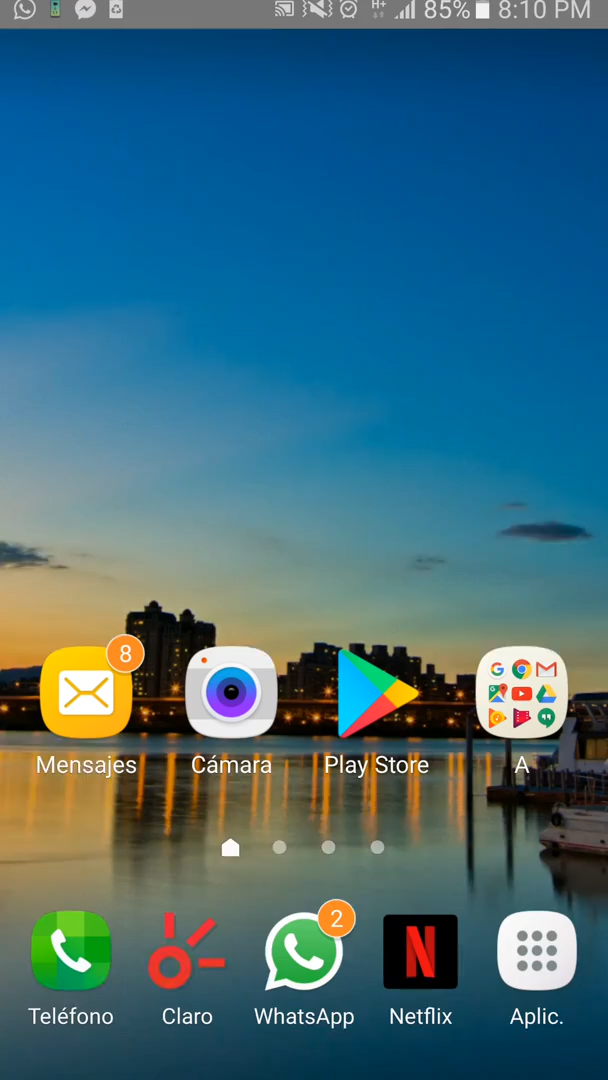 H+ 85% 8:10 PM
8
Mensajes Cámara Play Store A
2
Teléfono Claro WhatsApp Netflix Aplic.